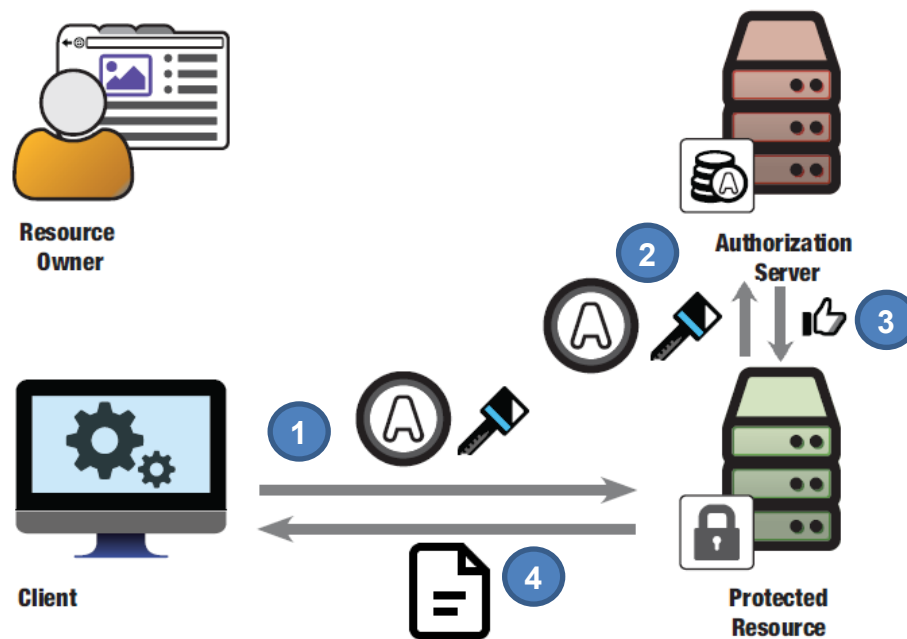 Resource
Owner
Authorization
Server
2
A
3
1
A
4
Client
Protected
Resource
A